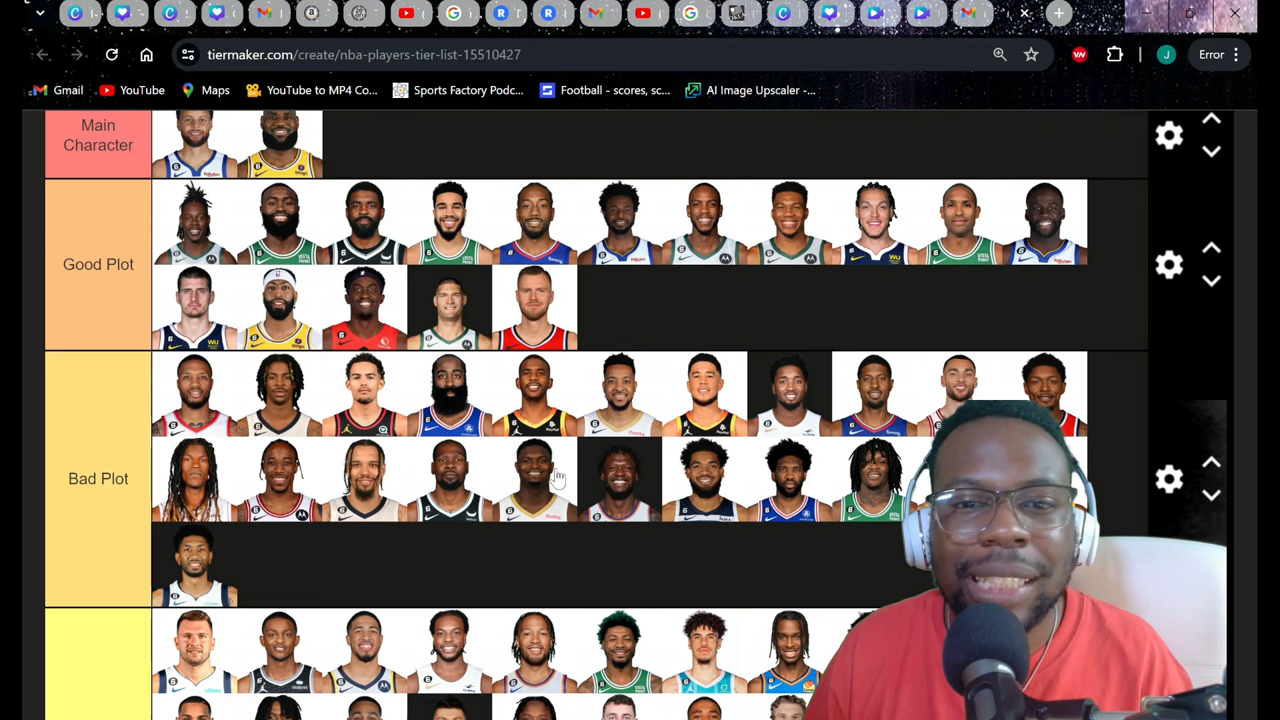 tiermaker.com/create/nba-players-tier-list-15510427
Error
Gmail
YouTube
Maps
YouTube to MP4 Co...
Sports Factory Podc...
Football - scores, sc...
AI Image Upscaler -...
Main
Character
Good Plot
Bad Plot